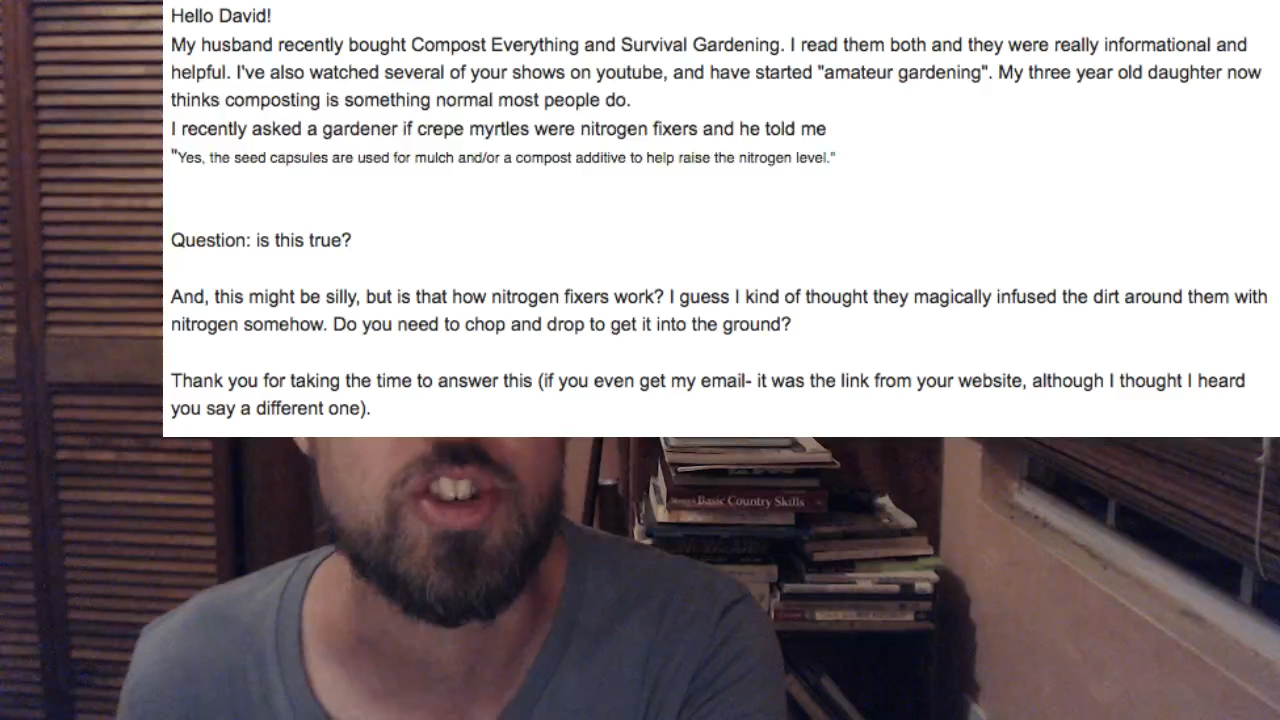 Hello David!
My husband recently bought Compost Everything and Survival Gardening. I read them both and they were really informational and
helpful. I've also watched several of your shows on youtube, and have started "amateur gardening". My three year old daughter now
thinks composting is something normal most people do.
I recently asked a gardener if crepe myrtles were nitrogen fixers and he told me
"Yes, the seed capsules are used for mulch and/or a compost additive to help raise the nitrogen level."
Question: is this true?
And, this might be silly, but is that how nitrogen fixers work? I guess I kind of thought they magically infused the dirt around them with
nitrogen somehow. Do you need to chop and drop to get it into the ground?
Thank you for taking the time to answer this (if you even get my email- it was the link from your website, although I thought I heard
you say a different one).
Basic Country Skills